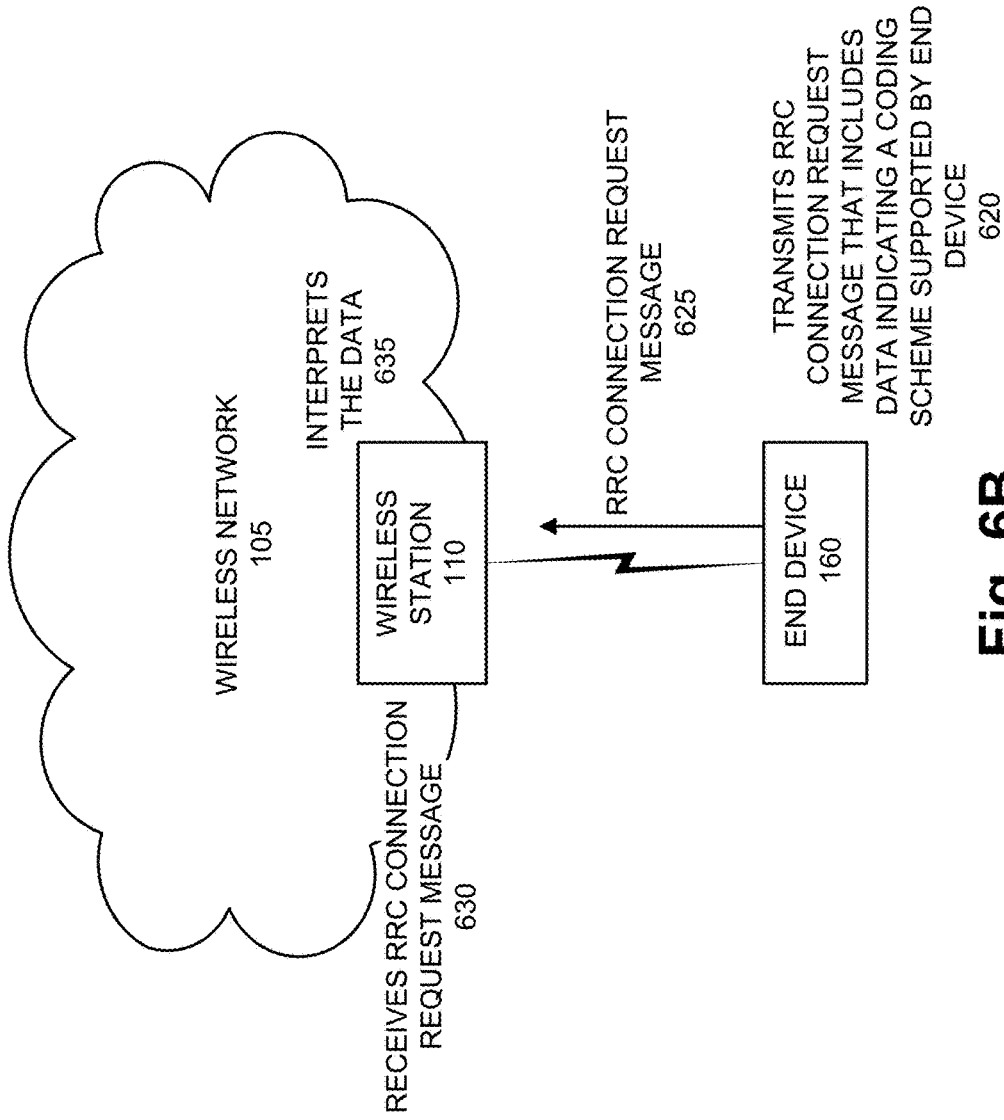 WIRELESS NETWORK
105
RECEIVES RRC CONNECTION
REQUEST MESSAGE
630
INTERPRETS
THE DATA
635
WIRELESS
STATION
110
RRC CONNECTION REQUEST
MESSAGE
625
END DEVICE
160
TRANSMITS RRC
CONNECTION REQUEST
MESSAGE THAT INCLUDES
DATA INDICATING A CODING
SCHEME SUPPORTED BY END
DEVICE
620
Fig. 6B